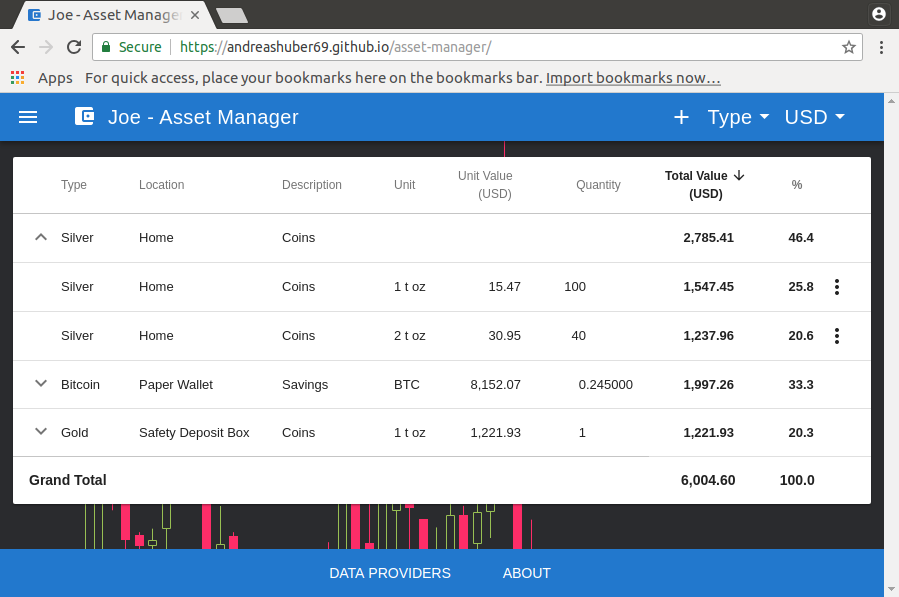 Joe - Asset Manage
Secure https://andreashuber69.github.io/asset-manager/
Apps For quick access, place your bookmarks here on the bookmarks bar. Import bookmarks now…
Joe - Asset Manager + Type USD
Type Location Description Unit Unit Value (USD) Quantity Total Value (USD) %
Silver Home Coins 2,785.41 46.4
Silver Home Coins 1 t oz 15.47 100 1,547.45 25.8
Silver Home Coins 2 t oz 30.95 40 1,237.96 20.6
Bitcoin Paper Wallet Savings BTC 8,152.07 0.245000 1,997.26 33.3
Gold Safety Deposit Box Coins 1 t oz 1,221.93 1 1,221.93 20.3
Grand Total 6,004.60 100.0
DATA PROVIDERS ABOUT